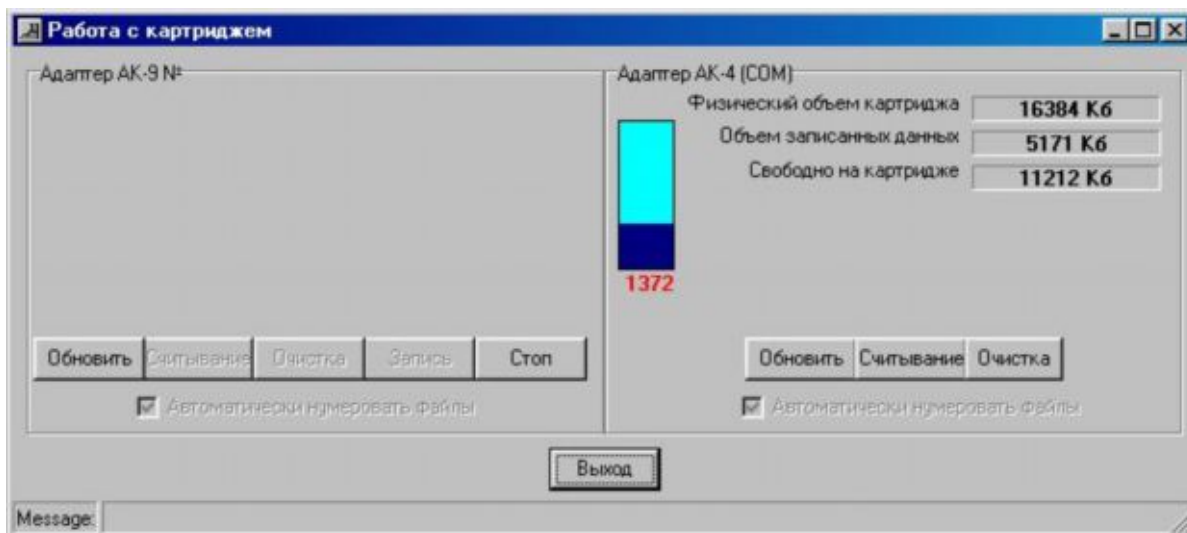 Работа с картриджем
Адаптер АК-9 №
Адаптер АК-4 (COM)
Физический объем картриджа 16384 Кб
Объем записанных данных 5171 Кб
Свободно на картридже 11212 Кб
1372
Обновить Считывание Очистка Запись Стоп
Автоматически нумеровать файлы
Обновить Считывание Очистка
Автоматически нумеровать файлы
Выход
Message: